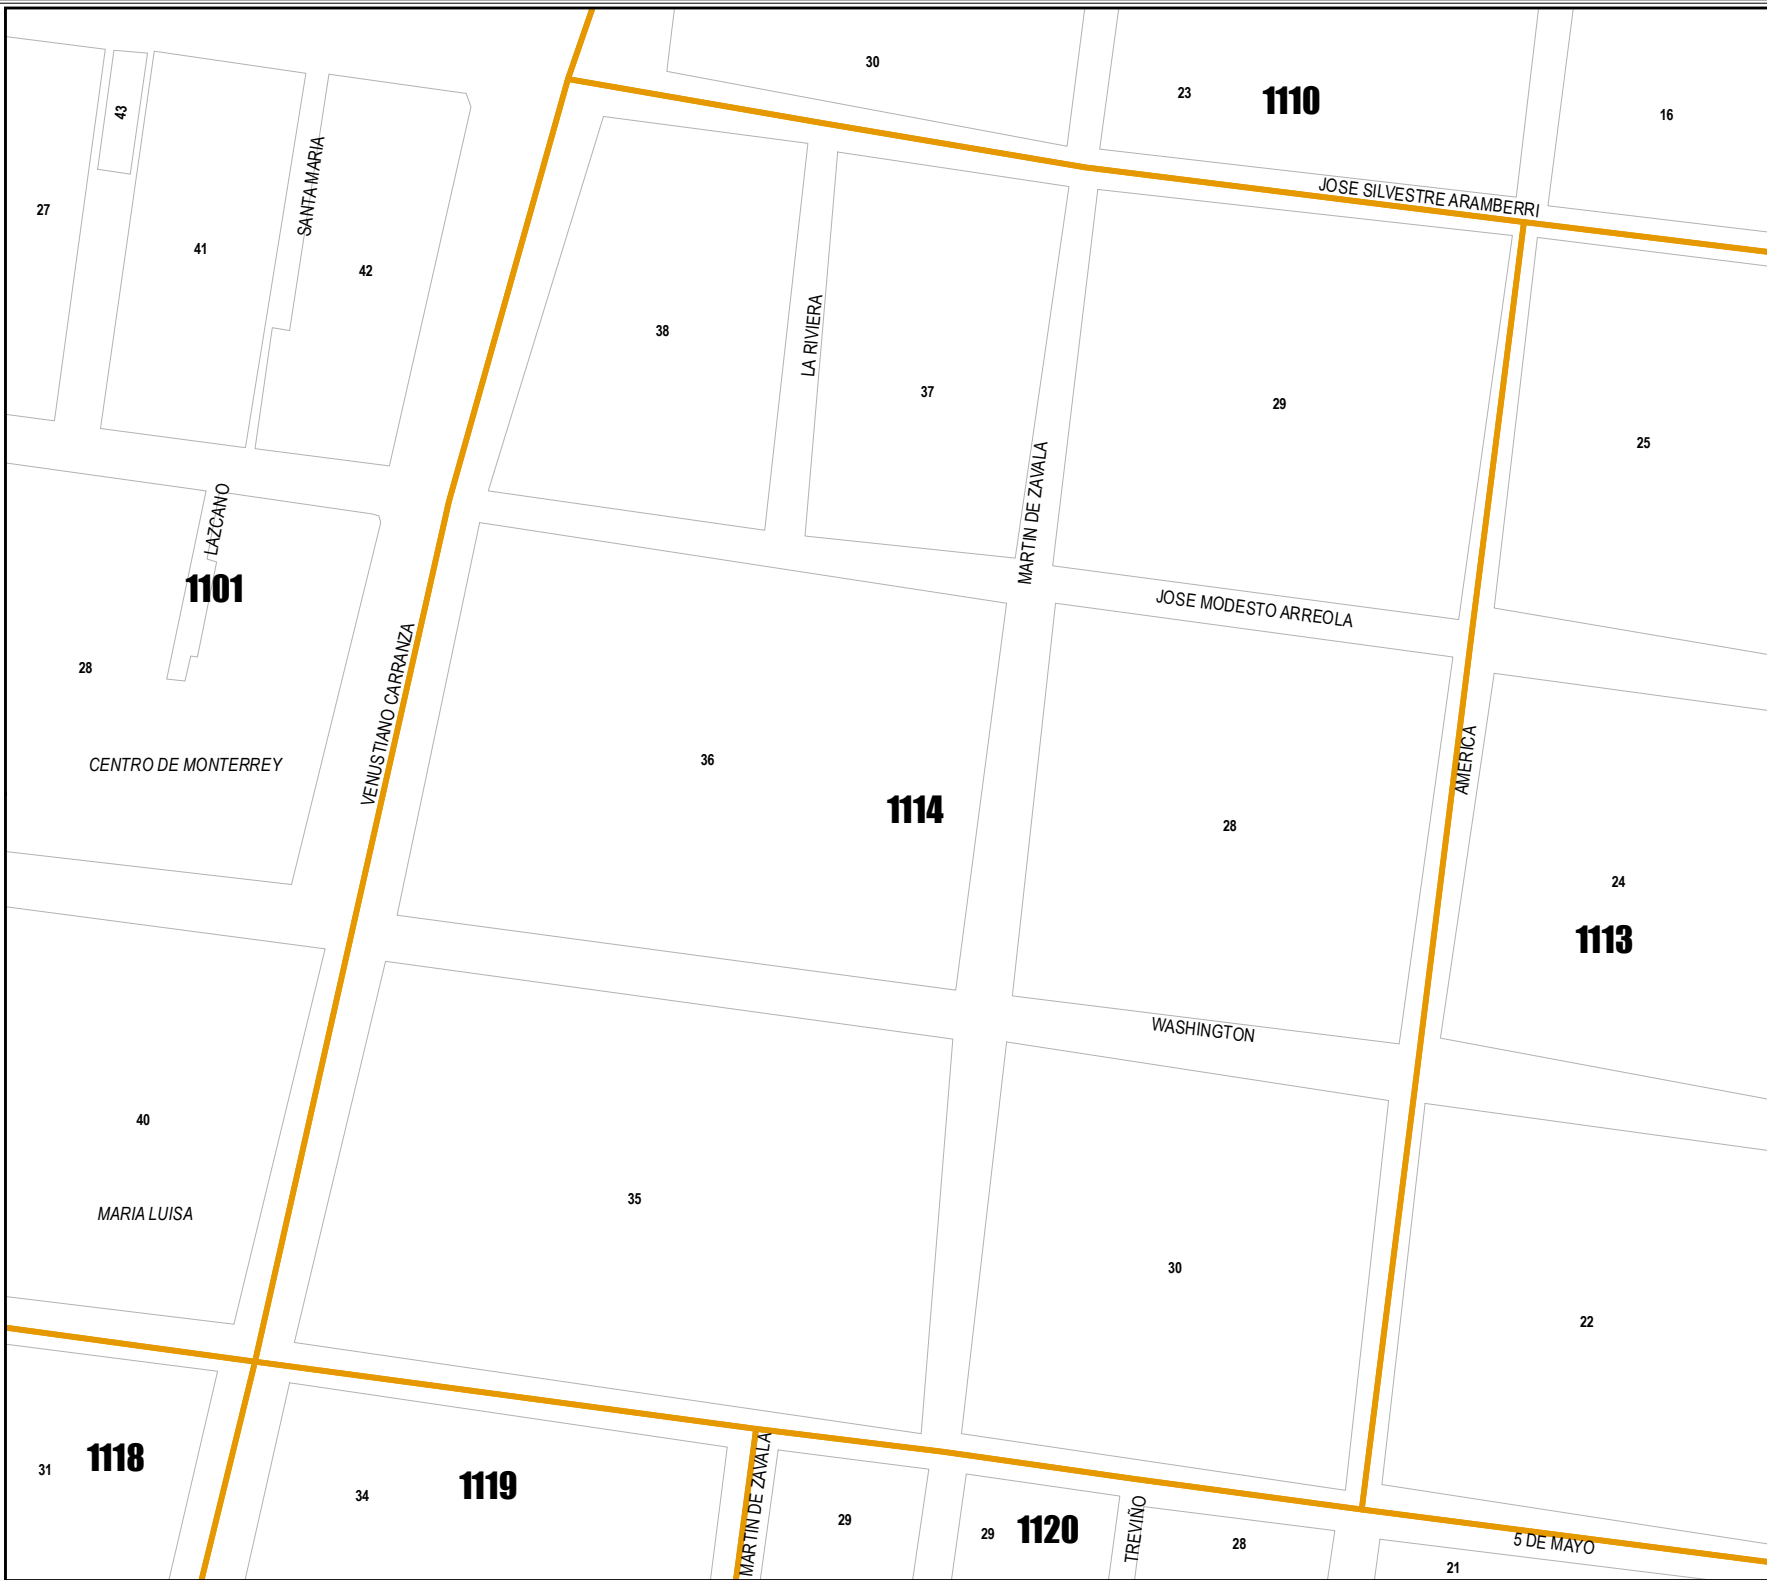 30
23
1110
16
43
SANTA MARIA
JOSE SILVESTRE ARAMBERRI
27
41
42
38
LA RIVIERA
37
29
25
MARTIN DE ZAVALA
LAZCANO
1101
JOSE MODESTO ARREOLA
28
VENUSTIANO CARRANZA
CENTRO DE MONTERREY
36
1114
28
AMERICA
24
1113
WASHINGTON
40
MARIA LUISA
35
30
22
31
1118
34
1119
MARTIN DE ZAVALA
29
29
1120
TREVIÑO
28
5 DE MAYO
21